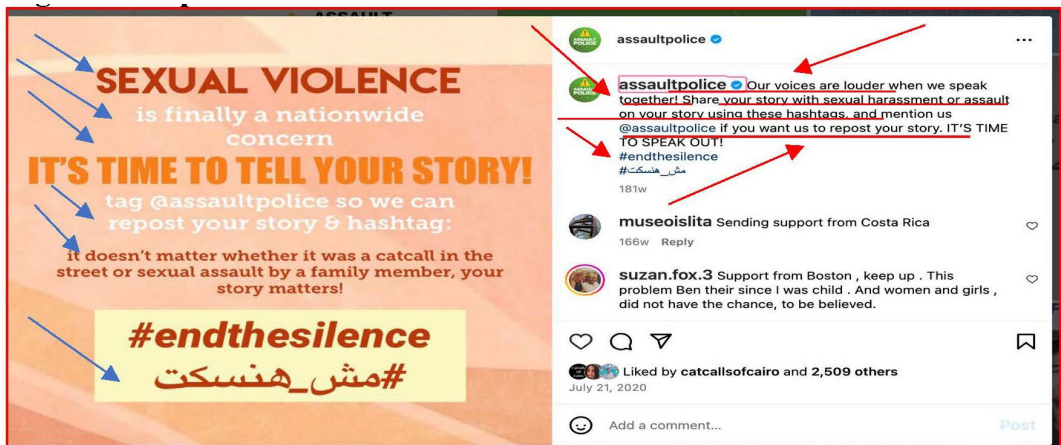 SEXUAL VIOLENCE
is finally a nationwide
concern
IT'S TIME TO TELL YOUR STORY!
tag @assaultpolice so we can
repost your story & hashtag:
it doesn't matter whether it was a catcall in the
street or sexual assault by a family member, your
story matters!
#endthesilence
#مش_هنسكت
assaultpolice
assaultpolice Our voices are louder when we speak
together! Share your story with sexual harassment or assault
on your story using these hashtags, and mention us
@assaultpolice if you want us to repost your story. IT'S TIME
TO SPEAK OUT!
#endthesilence
#مش_هنسكت
181w
museoislita Sending support from Costa Rica
166w Reply
suzan.fox.3 Support from Boston , keep up . This
problem Ben their since I was child . And women and girls ,
did not have the chance, to be believed.
Liked by catcallsofcairo and 2,509 others
July 21, 2020
Add a comment...
Post